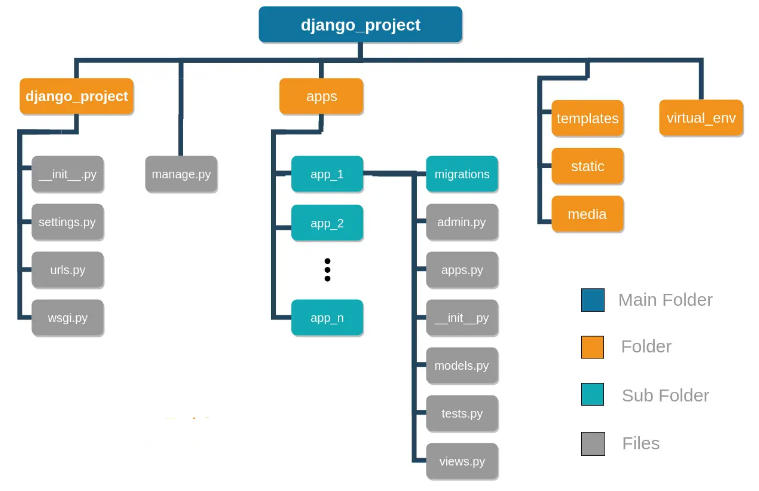 django_project
django_project
apps
templates
virtual_env
static
media
__init__.py
manage.py
app_1
migrations
settings.py
app_2
admin.py
urls.py
apps.py
wsgi.py
app_n
__init__py
models.py
tests.py
views.py
Main Folder
Folder
Sub Folder
Files